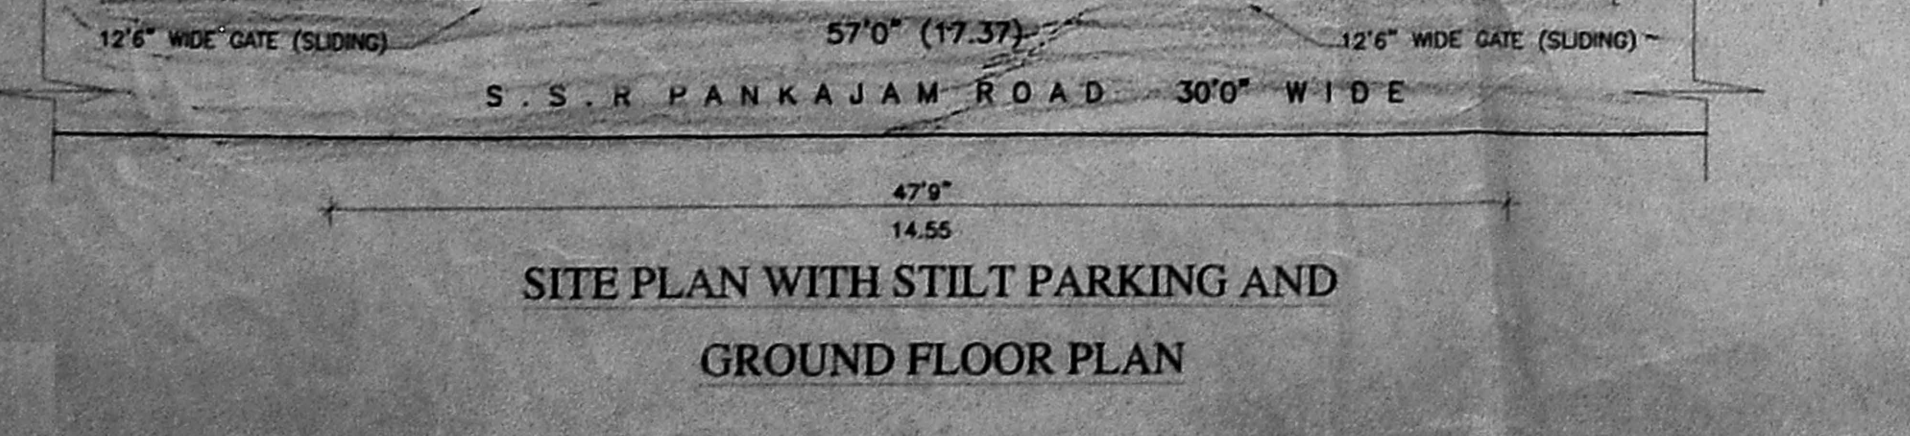 12'6" WIDE GATE (SLIDING)
57'0" (17.37)
12'6" WIDE GATE (SLIDING)
S.S.R PANKAJAM ROAD 30'0" WIDE
47'9"
14.55
SITE PLAN WITH STILT PARKING AND
GROUND FLOOR PLAN